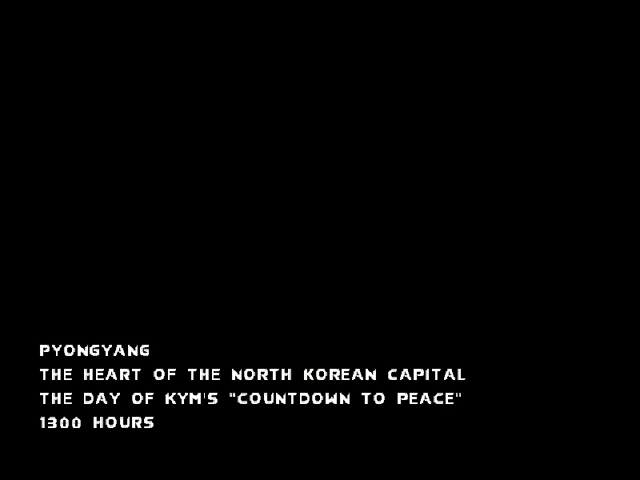 PYONGYANG
THE HEART OF THE NORTH KOREAN CAPITAL
THE DAY OF KYM'S "COUNTDOWN TO PEACE"
1300 HOURS